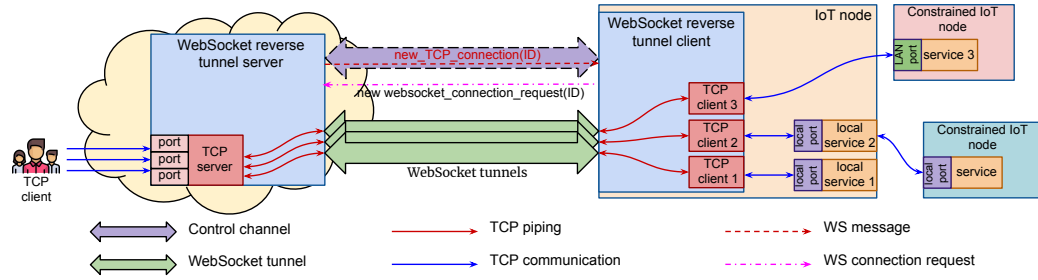 WebSocket reverse
tunnel server
new_TCP_connection(ID)
new websocket_connection_request(ID)
port
port
port
TCP
server
TCP
client
WebSocket tunnels
IoT node
WebSocket reverse
tunnel client
TCP
client 3
TCP
client 2
TCP
client 1
local
port
local
service 2
local
port
local
service 1
Constrained IoT
node
LAN
port
service 3
Constrained IoT
node
local
port
service
Control channel
TCP piping
WS message
WebSocket tunnel
TCP communication
WS connection request